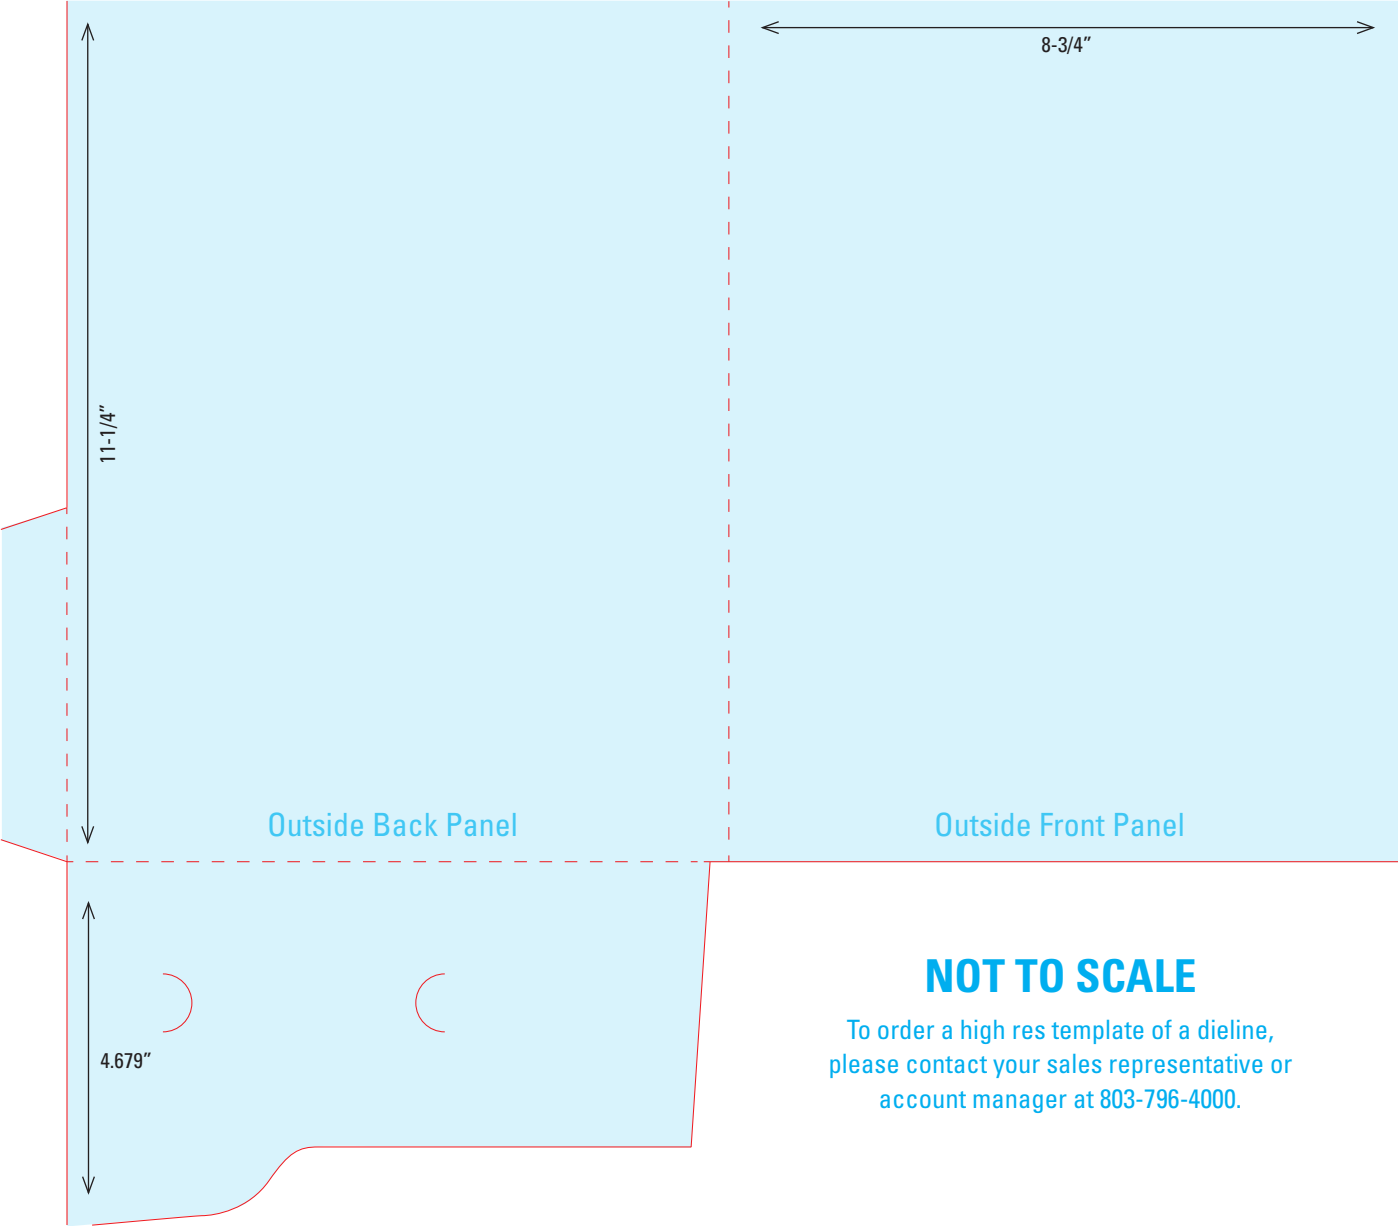 8-3/4”
11-1/4”
Outside Back Panel
Outside Front Panel
4.679”
NOT TO SCALE
To order a high res template of a dieline,
please contact your sales representative or
account manager at 803-796-4000.